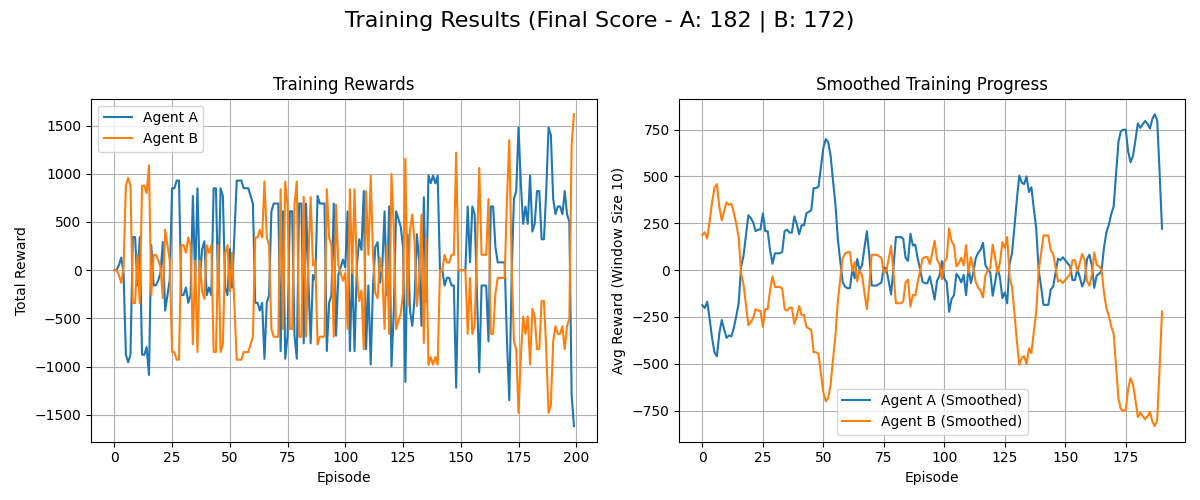 Training Results (Final Score - A: 182 | B: 172)
Training Rewards
Agent A
Agent B
Total Reward
1500
1000
500
0
−500
−1000
−1500
0
25
50
75
100
125
150
175
200
Episode
Smoothed Training Progress
Avg Reward (Window Size 10)
750
500
250
0
−250
−500
−750
Agent A (Smoothed)
Agent B (Smoothed)
0
25
50
75
100
125
150
175
Episode